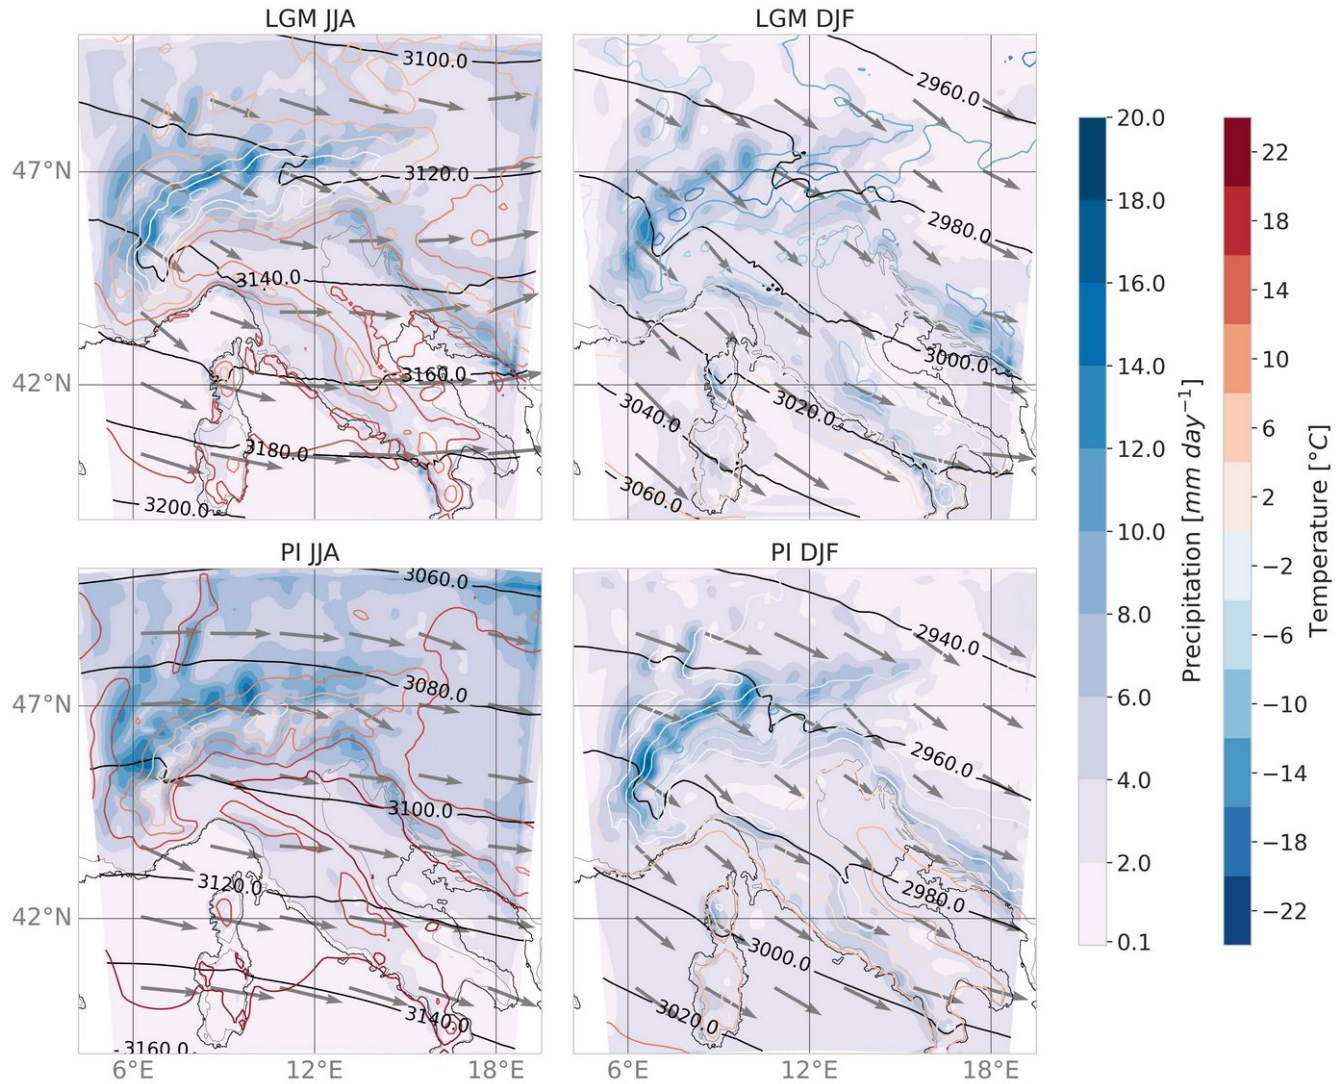 LGM JJA
LGM DJF
3100.0
3120.0
3140.0
3160.0
3180.0
3200.0
2960.0
2980.0
3000.0
3020.0
3040.0
3060.0
47°N
42°N
PI JJA
PI DJF
3060.0
3080.0
3100.0
3120.0
3140.0
3160.0
2940.0
2960.0
2980.0
3000.0
3020.0
47°N
42°N
6°E
12°E
18°E
6°E
12°E
18°E
20.0
18.0
16.0
14.0
12.0
10.0
8.0
6.0
4.0
2.0
0.1
Precipitation [mm day⁻¹]
22
18
14
10
6
2
−2
−6
−10
−14
−18
−22
Temperature [°C]